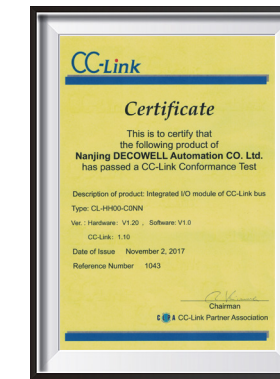 CC-Link
Certificate
This is to certify that
the following product of
Nanjing DECOWELL Automation CO. Ltd.
has passed a CC-Link Conformance Test
Description of product: Integrated I/O module of CC-Link bus
Type: CL-HH00-C0NN
Ver. : Hardware: V1.20 , Software: V1.0
CC-Link: 1.10
Date of Issue November 2, 2017
Reference Number 1043
Chairman
CC-Link Partner Association